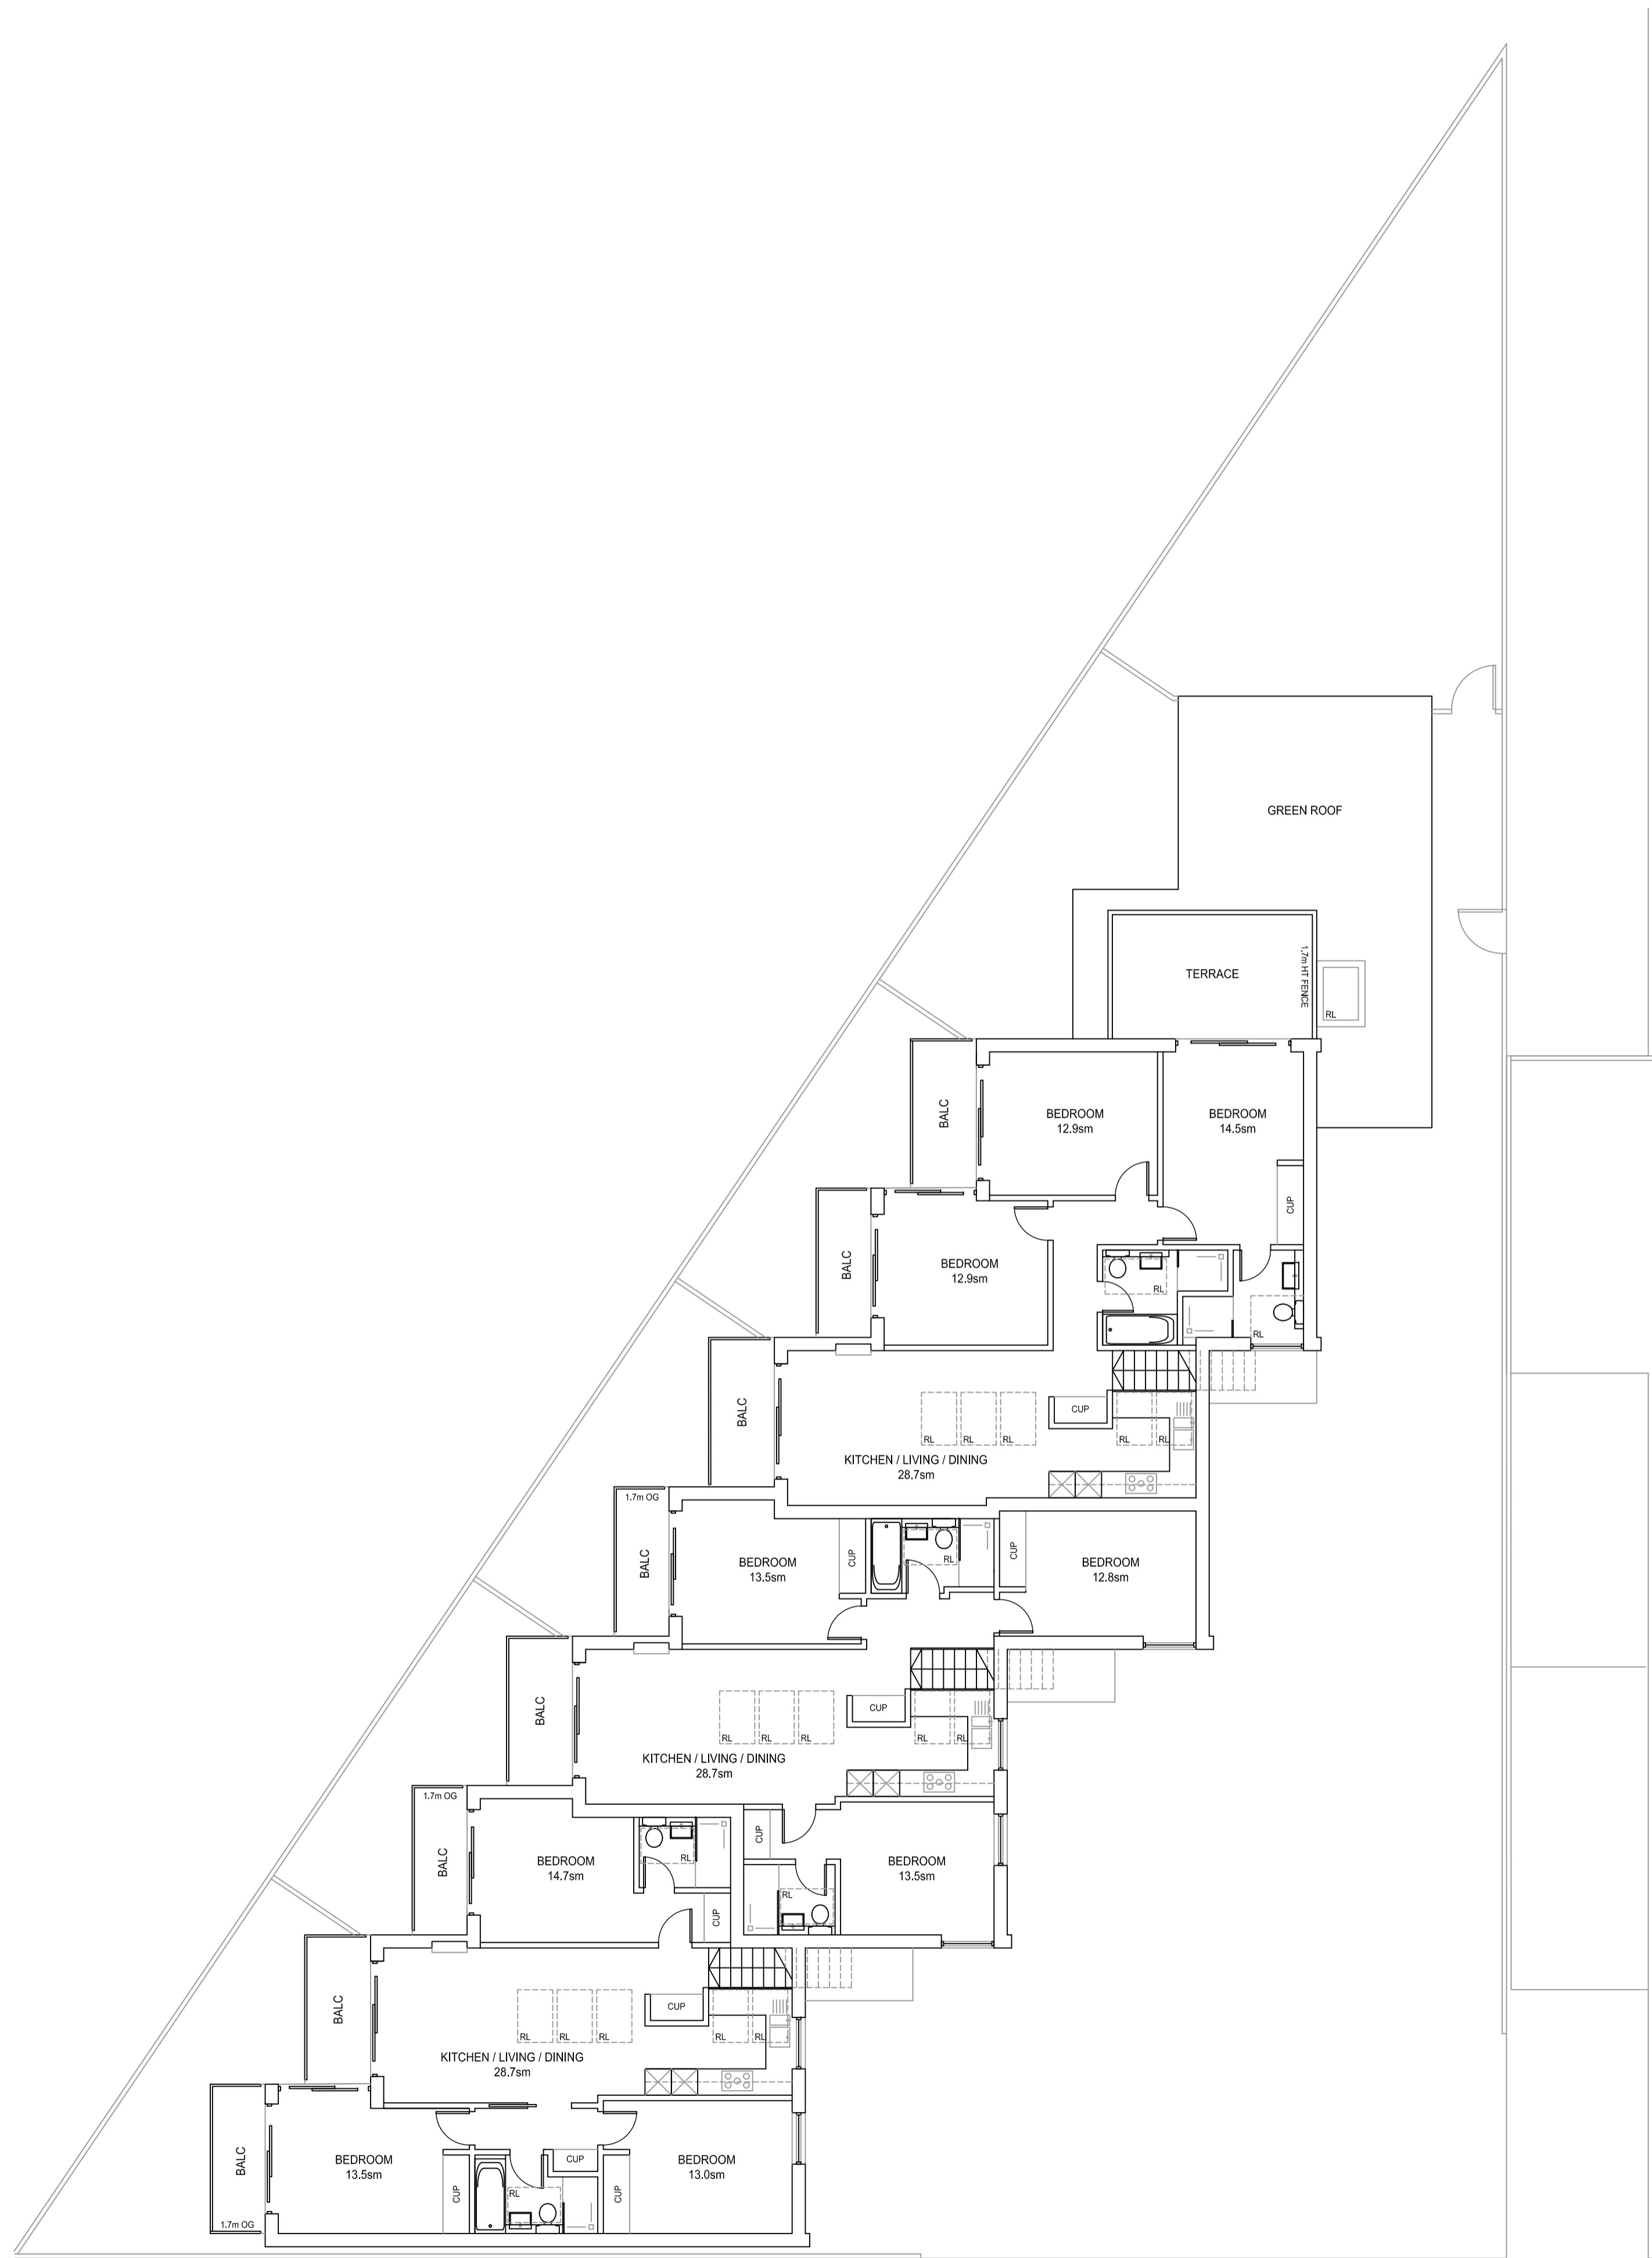 GREEN ROOF
TERRACE
1.7m HT FENCE
RL
BALC
BEDROOM
12.9sm
BEDROOM
14.5sm
CUP
BALC
BEDROOM
12.9sm
RL
RL
BALC
CUP
RL
RL
RL
RL
RL
KITCHEN / LIVING / DINING
28.7sm
1.7m OG
BALC
BEDROOM
13.5sm
CUP
RL
CUP
BEDROOM
12.8sm
BALC
CUP
RL
RL
RL
RL
RL
KITCHEN / LIVING / DINING
28.7sm
1.7m OG
BALC
BEDROOM
14.7sm
RL
CUP
CUP
RL
BEDROOM
13.5sm
BALC
CUP
RL
RL
RL
RL
RL
KITCHEN / LIVING / DINING
28.7sm
BALC
1.7m OG
BEDROOM
13.5sm
CUP
RL
CUP
CUP
BEDROOM
13.0sm